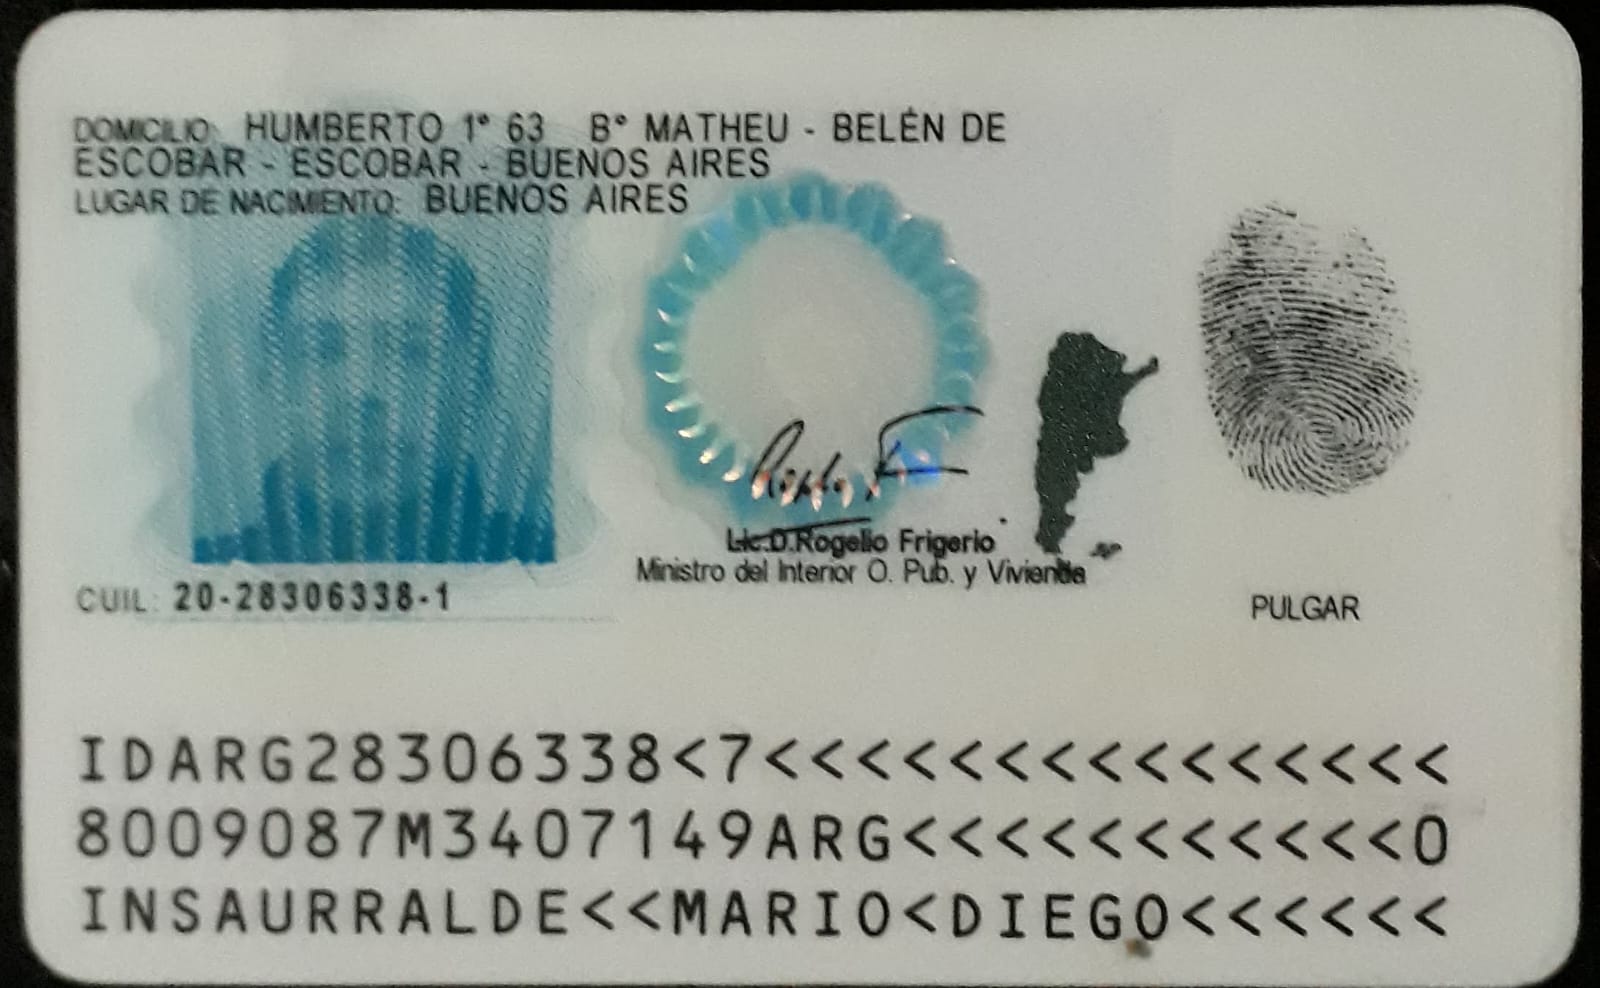 DOMICILIO: HUMBERTO 1° 63 B° MATHEU - BELÉN DE
ESCOBAR - ESCOBAR - BUENOS AIRES
LUGAR DE NACIMIENTO: BUENOS AIRES
Lic.D.Rogelio Frigerio
Ministro del Interior O. Pub. y Vivienda
CUIL: 20-28306338-1
PULGAR
IDARG28306338<7<<<<<<<<<<<<<<<
8009087M3407149ARG<<<<<<<<<<<0
INSAURRALDE<<MARIO<DIEGO<<<<<<